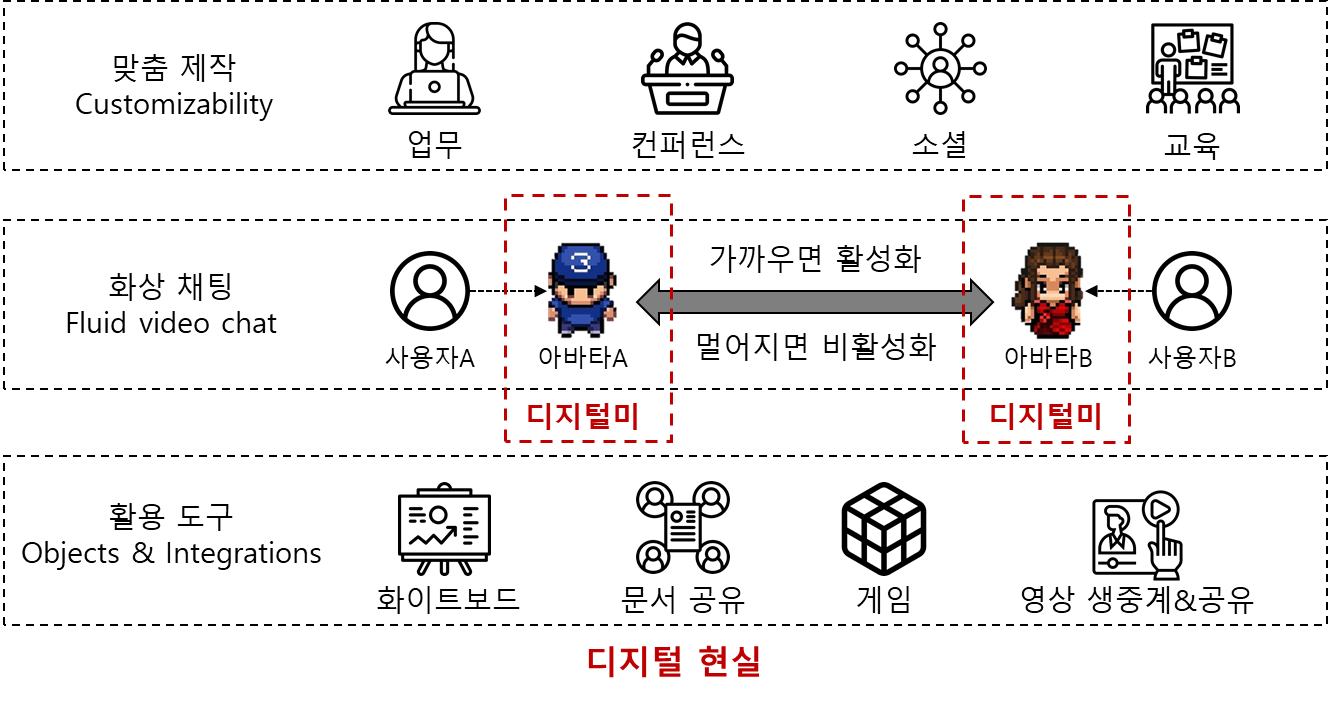 맞춤 제작
Customizability
업무
컨퍼런스
소셜
교육
화상 채팅
Fluid video chat
사용자A
3
아바타A
가까우면 활성화
멀어지면 비활성화
아바타B
사용자B
디지털미
디지털미
활용 도구
Objects & Integrations
화이트보드
문서 공유
게임
영상 생중계&공유
디지털 현실